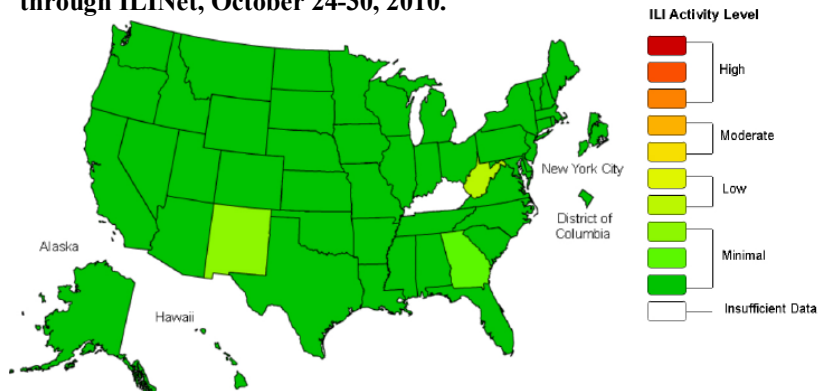 through ILINet, October 24-30, 2010.
ILI Activity Level
High
Moderate
New York City
Low
District of
Columbia
Alaska
Minimal
Hawaii
Insufficient Data